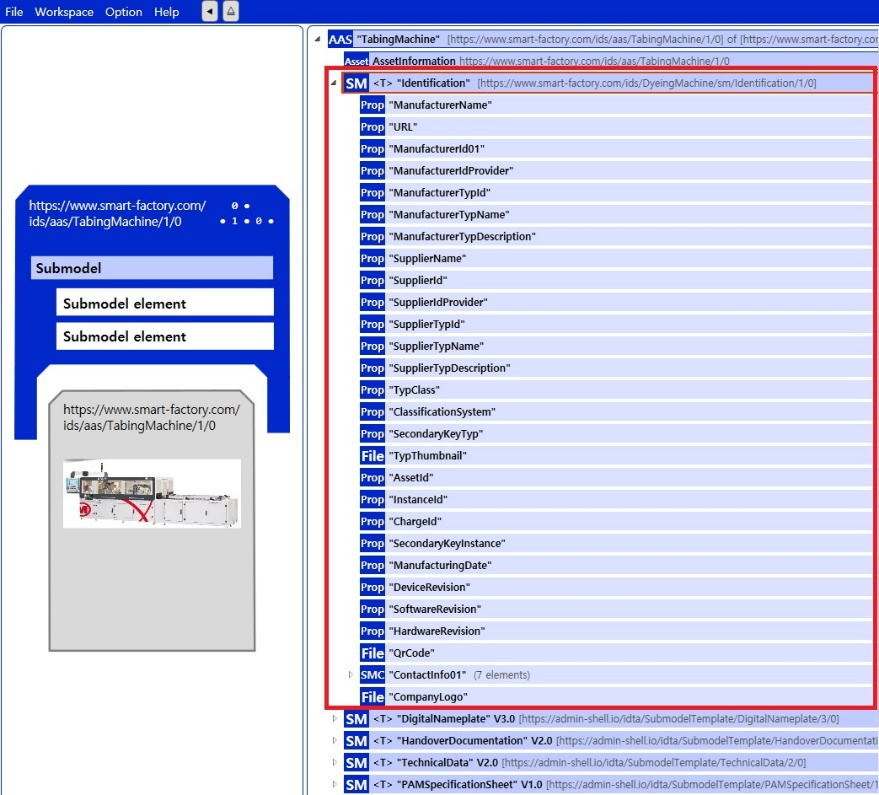 File Workspace Option Help
https://www.smart-factory.com/
ids/aas/TabingMachine/1/0
0
1 0
Submodel
Submodel element
Submodel element
https://www.smart-factory.com/
ids/aas/TabingMachine/1/0
AAS "TabingMachine" [https://www.smart-factory.com/ids/aas/TabingMachine/1/0] of [https://www.smart-factory.com
Asset AssetInformation https://www.smart-factory.com/ids/aas/TabingMachine/1/0
SM <T> "Identification" [https://www.smart-factory.com/ids/DyeingMachine/sm/Identification/1/0]
Prop "ManufacturerName"
Prop "URL"
Prop "ManufacturerId01"
Prop "ManufacturerIdProvider"
Prop "ManufacturerTypId"
Prop "ManufacturerTypName"
Prop "ManufacturerTypDescription"
Prop "SupplierName"
Prop "SupplierId"
Prop "SupplierIdProvider"
Prop "SupplierTypId"
Prop "SupplierTypName"
Prop "SupplierTypDescription"
Prop "TypClass"
Prop "ClassificationSystem"
Prop "SecondaryKeyTyp"
File "TypThumbnail"
Prop "AssetId"
Prop "InstanceId"
Prop "ChargeId"
Prop "SecondaryKeyInstance"
Prop "ManufacturingDate"
Prop "DeviceRevision"
Prop "SoftwareRevision"
Prop "HardwareRevision"
File "QrCode"
SMC "ContactInfo01" (7 elements)
File "CompanyLogo"
SM <T> "DigitalNameplate" V3.0 [https://admin-shell.io/idta/SubmodelTemplate/DigitalNameplate/3/0]
SM <T> "HandoverDocumentation" V2.0 [https://admin-shell.io/idta/SubmodelTemplate/HandoverDocumentati
SM <T> "TechnicalData" V2.0 [https://admin-shell.io/idta/SubmodelTemplate/TechnicalData/2/0]
SM <T> "PAMSpecificationSheet" V1.0 [https://admin-shell.io/idta/SubmodelTemplate/PAMSpecificationSheet/1